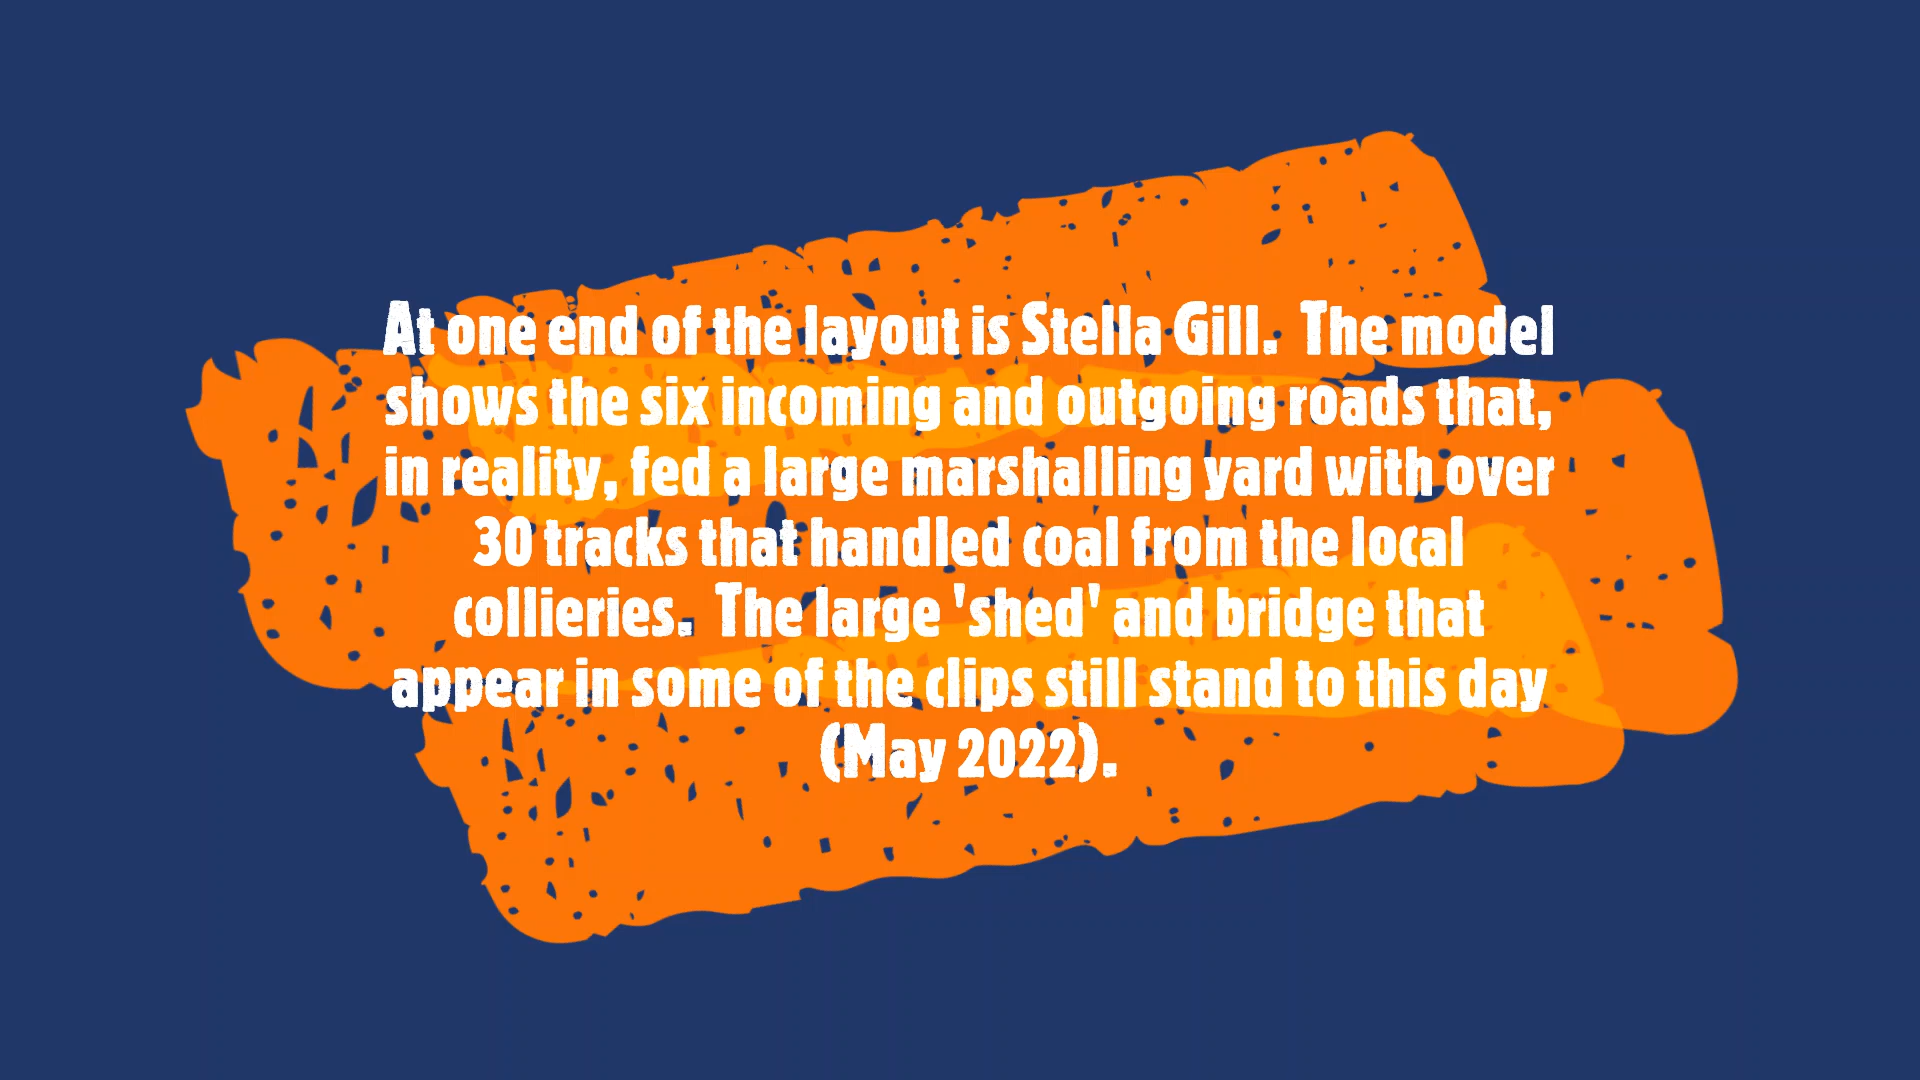 At one end of the layout is Stella Gill.  The model
shows the six incoming and outgoing roads that,
in reality, fed a large marshalling yard with over
30 tracks that handled coal from the local
collieries.  The large 'shed' and bridge that
appear in some of the clips still stand to this day
(May 2022).